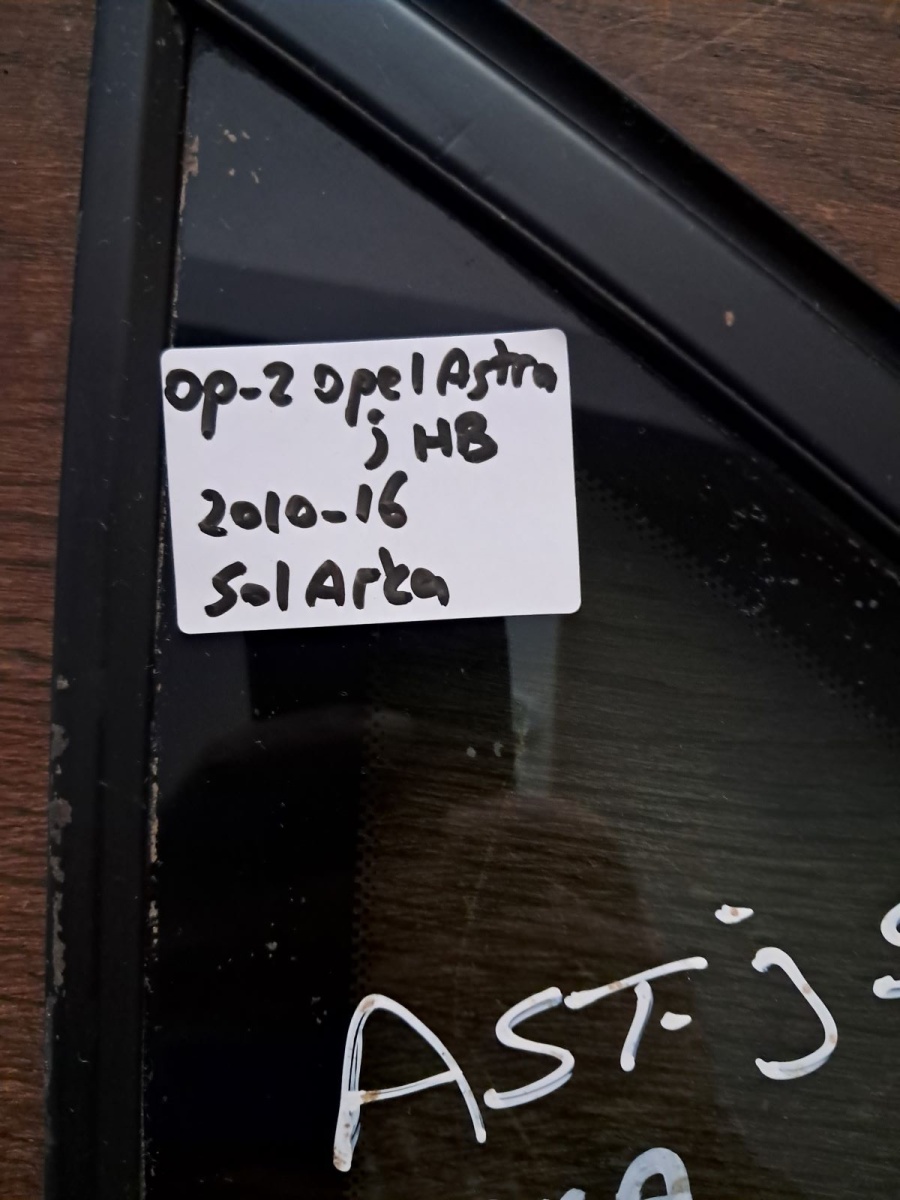 Op-2 Opel Astra
j HB
2010-16
Sol Arka
AST. j